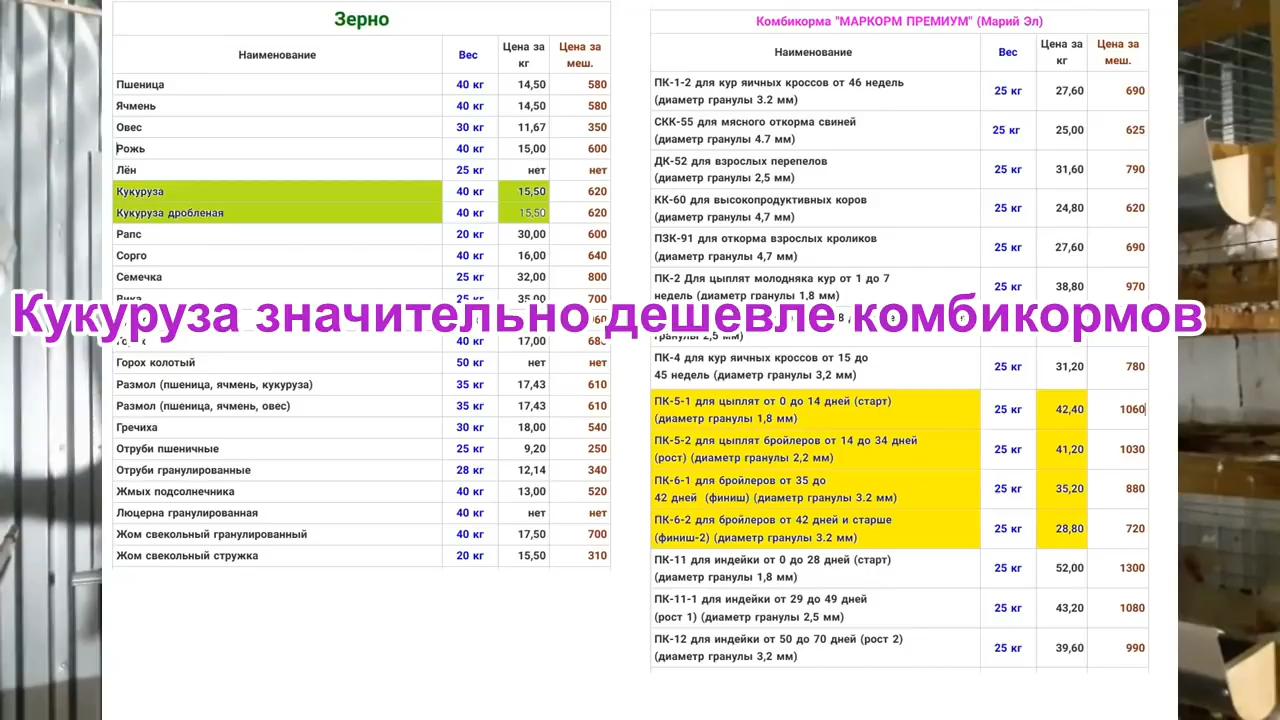 Зерно
Наименование Вес Цена за кг Цена за меш.
Пшеница 40 кг 14,50 580
Ячмень 40 кг 14,50 580
Овес 30 кг 11,67 350
Рожь 40 кг 15,00 600
Лён 25 кг нет нет
Кукуруза 40 кг 15,50 620
Кукуруза дробленая 40 кг 15,50 620
Рапс 20 кг 30,00 600
Сорго 40 кг 16,00 640
Семечка 25 кг 32,00 800
Вика 25 кг 35,00 700
Кукуруза значительно дешевле комбикормов
40 кг 17,00 680
Горох колотый 50 кг нет нет
Размол (пшеница, ячмень, кукуруза) 35 кг 17,43 610
Размол (пшеница, ячмень, овес) 35 кг 17,43 610
Гречиха 30 кг 18,00 540
Отруби пшеничные 25 кг 9,20 250
Отруби гранулированные 28 кг 12,14 340
Жмых подсолнечника 40 кг 13,00 520
Люцерна гранулированная 40 кг нет нет
Жом свекольный гранулированный 40 кг 17,50 700
Жом свекольный стружка 20 кг 15,50 310
Комбикорма "МАРКОРМ ПРЕМИУМ" (Марий Эл)
Наименование Вес Цена за кг Цена за меш.
ПК-1-2 для кур яичных кроссов от 46 недель
(диаметр гранулы 3.2 мм) 25 кг 27,60 690
СКК-55 для мясного откорма свиней
(диаметр гранулы 4.7 мм) 25 кг 25,00 625
ДК-52 для взрослых перепелов
(диаметр гранулы 2,5 мм) 25 кг 31,60 790
КК-60 для высокопродуктивных коров
(диаметр гранулы 4,7 мм) 25 кг 24,80 620
ПЗК-91 для откорма взрослых кроликов
(диаметр гранулы 4,7 мм) 25 кг 27,60 690
ПК-2 Для цыплят молодняка кур от 1 до 7
недель (диаметр гранулы 1,8 мм) 25 кг 38,80 970
гранулы 2,5 мм)
ПК-4 для кур яичных кроссов от 15 до
45 недель (диаметр гранулы 3,2 мм) 25 кг 31,20 780
ПК-5-1 для цыплят от 0 до 14 дней (старт)
(диаметр гранулы 1,8 мм) 25 кг 42,40 1060
ПК-5-2 для цыплят бройлеров от 14 до 34 дней
(рост) (диаметр гранулы 2,2 мм) 25 кг 41,20 1030
ПК-6-1 для бройлеров от 35 до
42 дней (финиш) (диаметр гранулы 3.2 мм) 25 кг 35,20 880
ПК-6-2 для бройлеров от 42 дней и старше
(финиш-2) (диаметр гранулы 3.2 мм) 25 кг 28,80 720
ПК-11 для индейки от 0 до 28 дней (старт)
(диаметр гранулы 1,8 мм) 25 кг 52,00 1300
ПК-11-1 для индейки от 29 до 49 дней
(рост 1) (диаметр гранулы 2,5 мм) 25 кг 43,20 1080
ПК-12 для индейки от 50 до 70 дней (рост 2)
(диаметр гранулы 3,2 мм) 25 кг 39,60 990